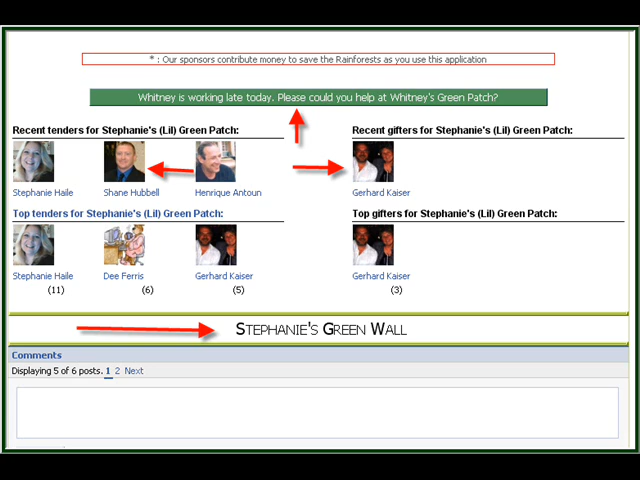 * : Our sponsors contribute money to save the Rainforests as you use this application
Whitney is working late today. Please could you help at Whitney's Green Patch?
Recent tenders for Stephanie's (Lil) Green Patch:
Stephanie Haile
Shane Hubbell
Henrique Antoun
Recent gifters for Stephanie's (Lil) Green Patch:
Gerhard Kaiser
Top tenders for Stephanie's (Lil) Green Patch:
Stephanie Haile
(11)
Dee Ferris
(6)
Gerhard Kaiser
(5)
Top gifters for Stephanie's (Lil) Green Patch:
Gerhard Kaiser
(3)
Stephanie's Green Wall
Comments
Displaying 5 of 6 posts. 1 2 Next